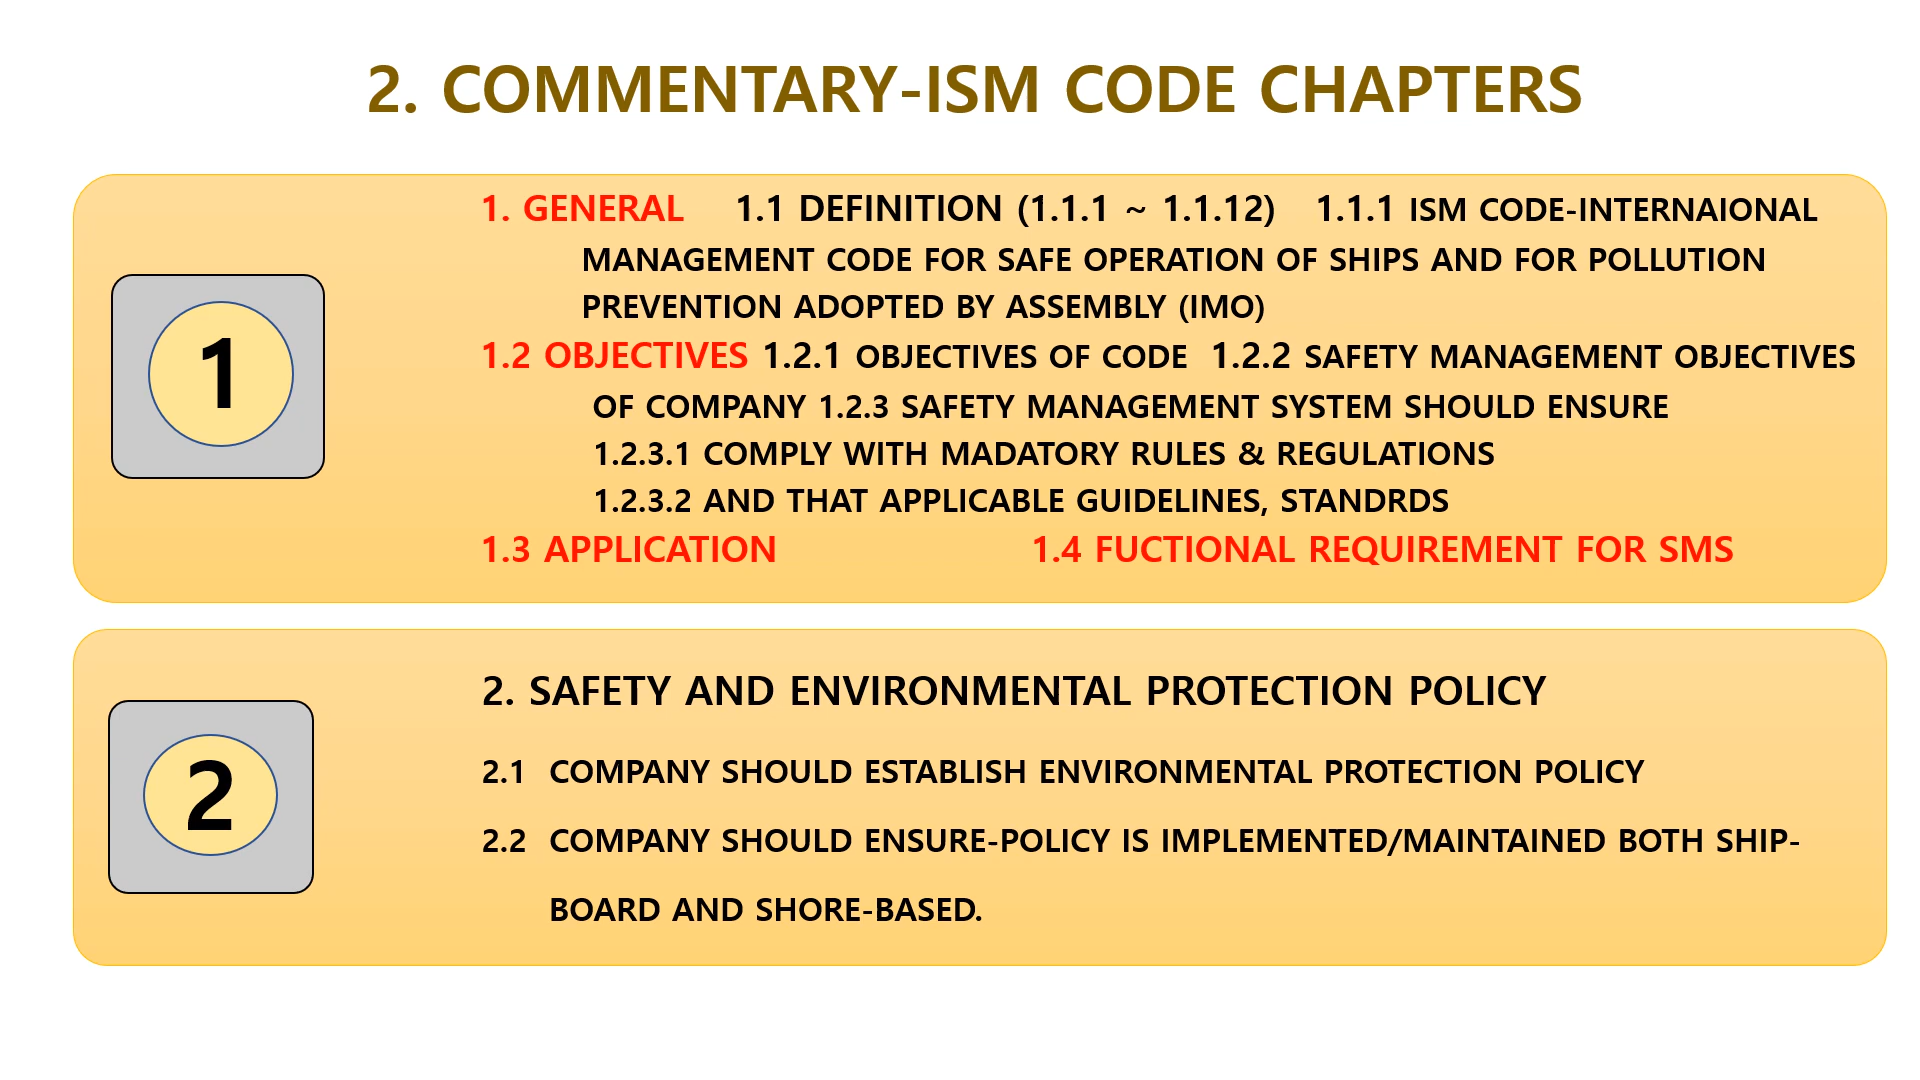 2. COMMENTARY-ISM CODE CHAPTERS
1
1. GENERAL 1.1 DEFINITION (1.1.1 ~ 1.1.12) 1.1.1 ISM CODE-INTERNAIONAL
MANAGEMENT CODE FOR SAFE OPERATION OF SHIPS AND FOR POLLUTION
PREVENTION ADOPTED BY ASSEMBLY (IMO)
1.2 OBJECTIVES 1.2.1 OBJECTIVES OF CODE 1.2.2 SAFETY MANAGEMENT OBJECTIVES
OF COMPANY 1.2.3 SAFETY MANAGEMENT SYSTEM SHOULD ENSURE
1.2.3.1 COMPLY WITH MADATORY RULES & REGULATIONS
1.2.3.2 AND THAT APPLICABLE GUIDELINES, STANDRDS
1.3 APPLICATION 1.4 FUCTIONAL REQUIREMENT FOR SMS
2
2. SAFETY AND ENVIRONMENTAL PROTECTION POLICY
2.1 COMPANY SHOULD ESTABLISH ENVIRONMENTAL PROTECTION POLICY
2.2 COMPANY SHOULD ENSURE-POLICY IS IMPLEMENTED/MAINTAINED BOTH SHIP-
BOARD AND SHORE-BASED.